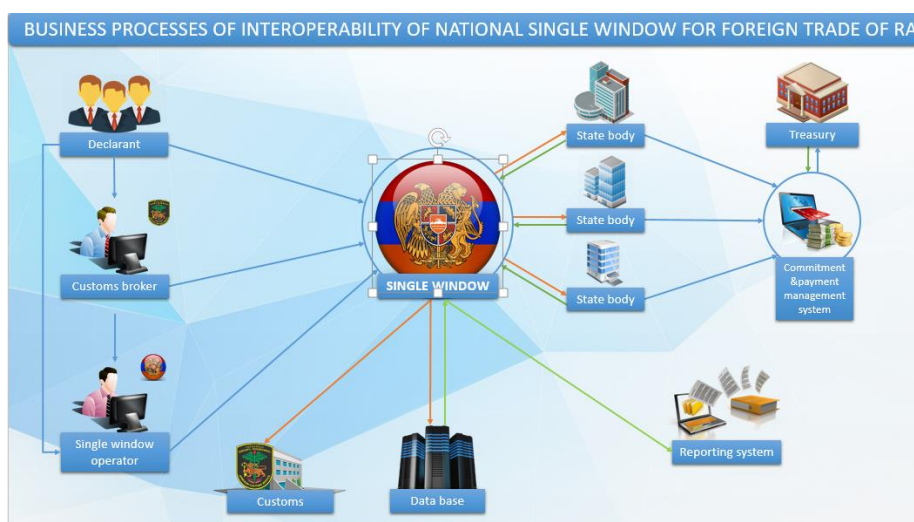 BUSINESS PROCESSES OF INTEROPERABILITY OF NATIONAL SINGLE WINDOW FOR FOREIGN TRADE OF RA
Declarant
State body
Treasury
State body
Customs broker
SINGLE WINDOW
State body
Commitment
&payment
management
system
Single window
operator
Reporting system
Customs
Data base